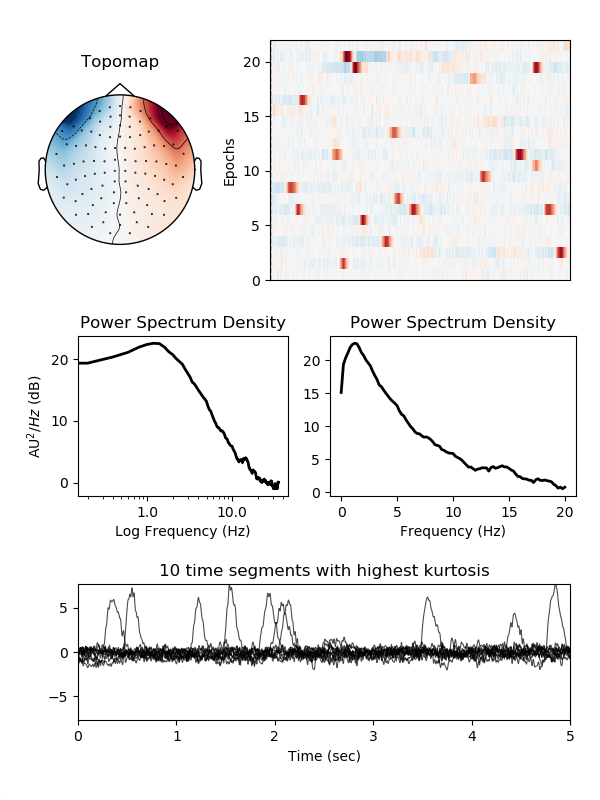 Topomap
Epochs
20
15
10
5
0
Power Spectrum Density
AU²/Hz (dB)
20
10
0
1.0 10.0
Log Frequency (Hz)
Power Spectrum Density
20
15
10
5
0
0 5 10 15 20
Frequency (Hz)
10 time segments with highest kurtosis
5
0
−5
0 1 2 3 4 5
Time (sec)